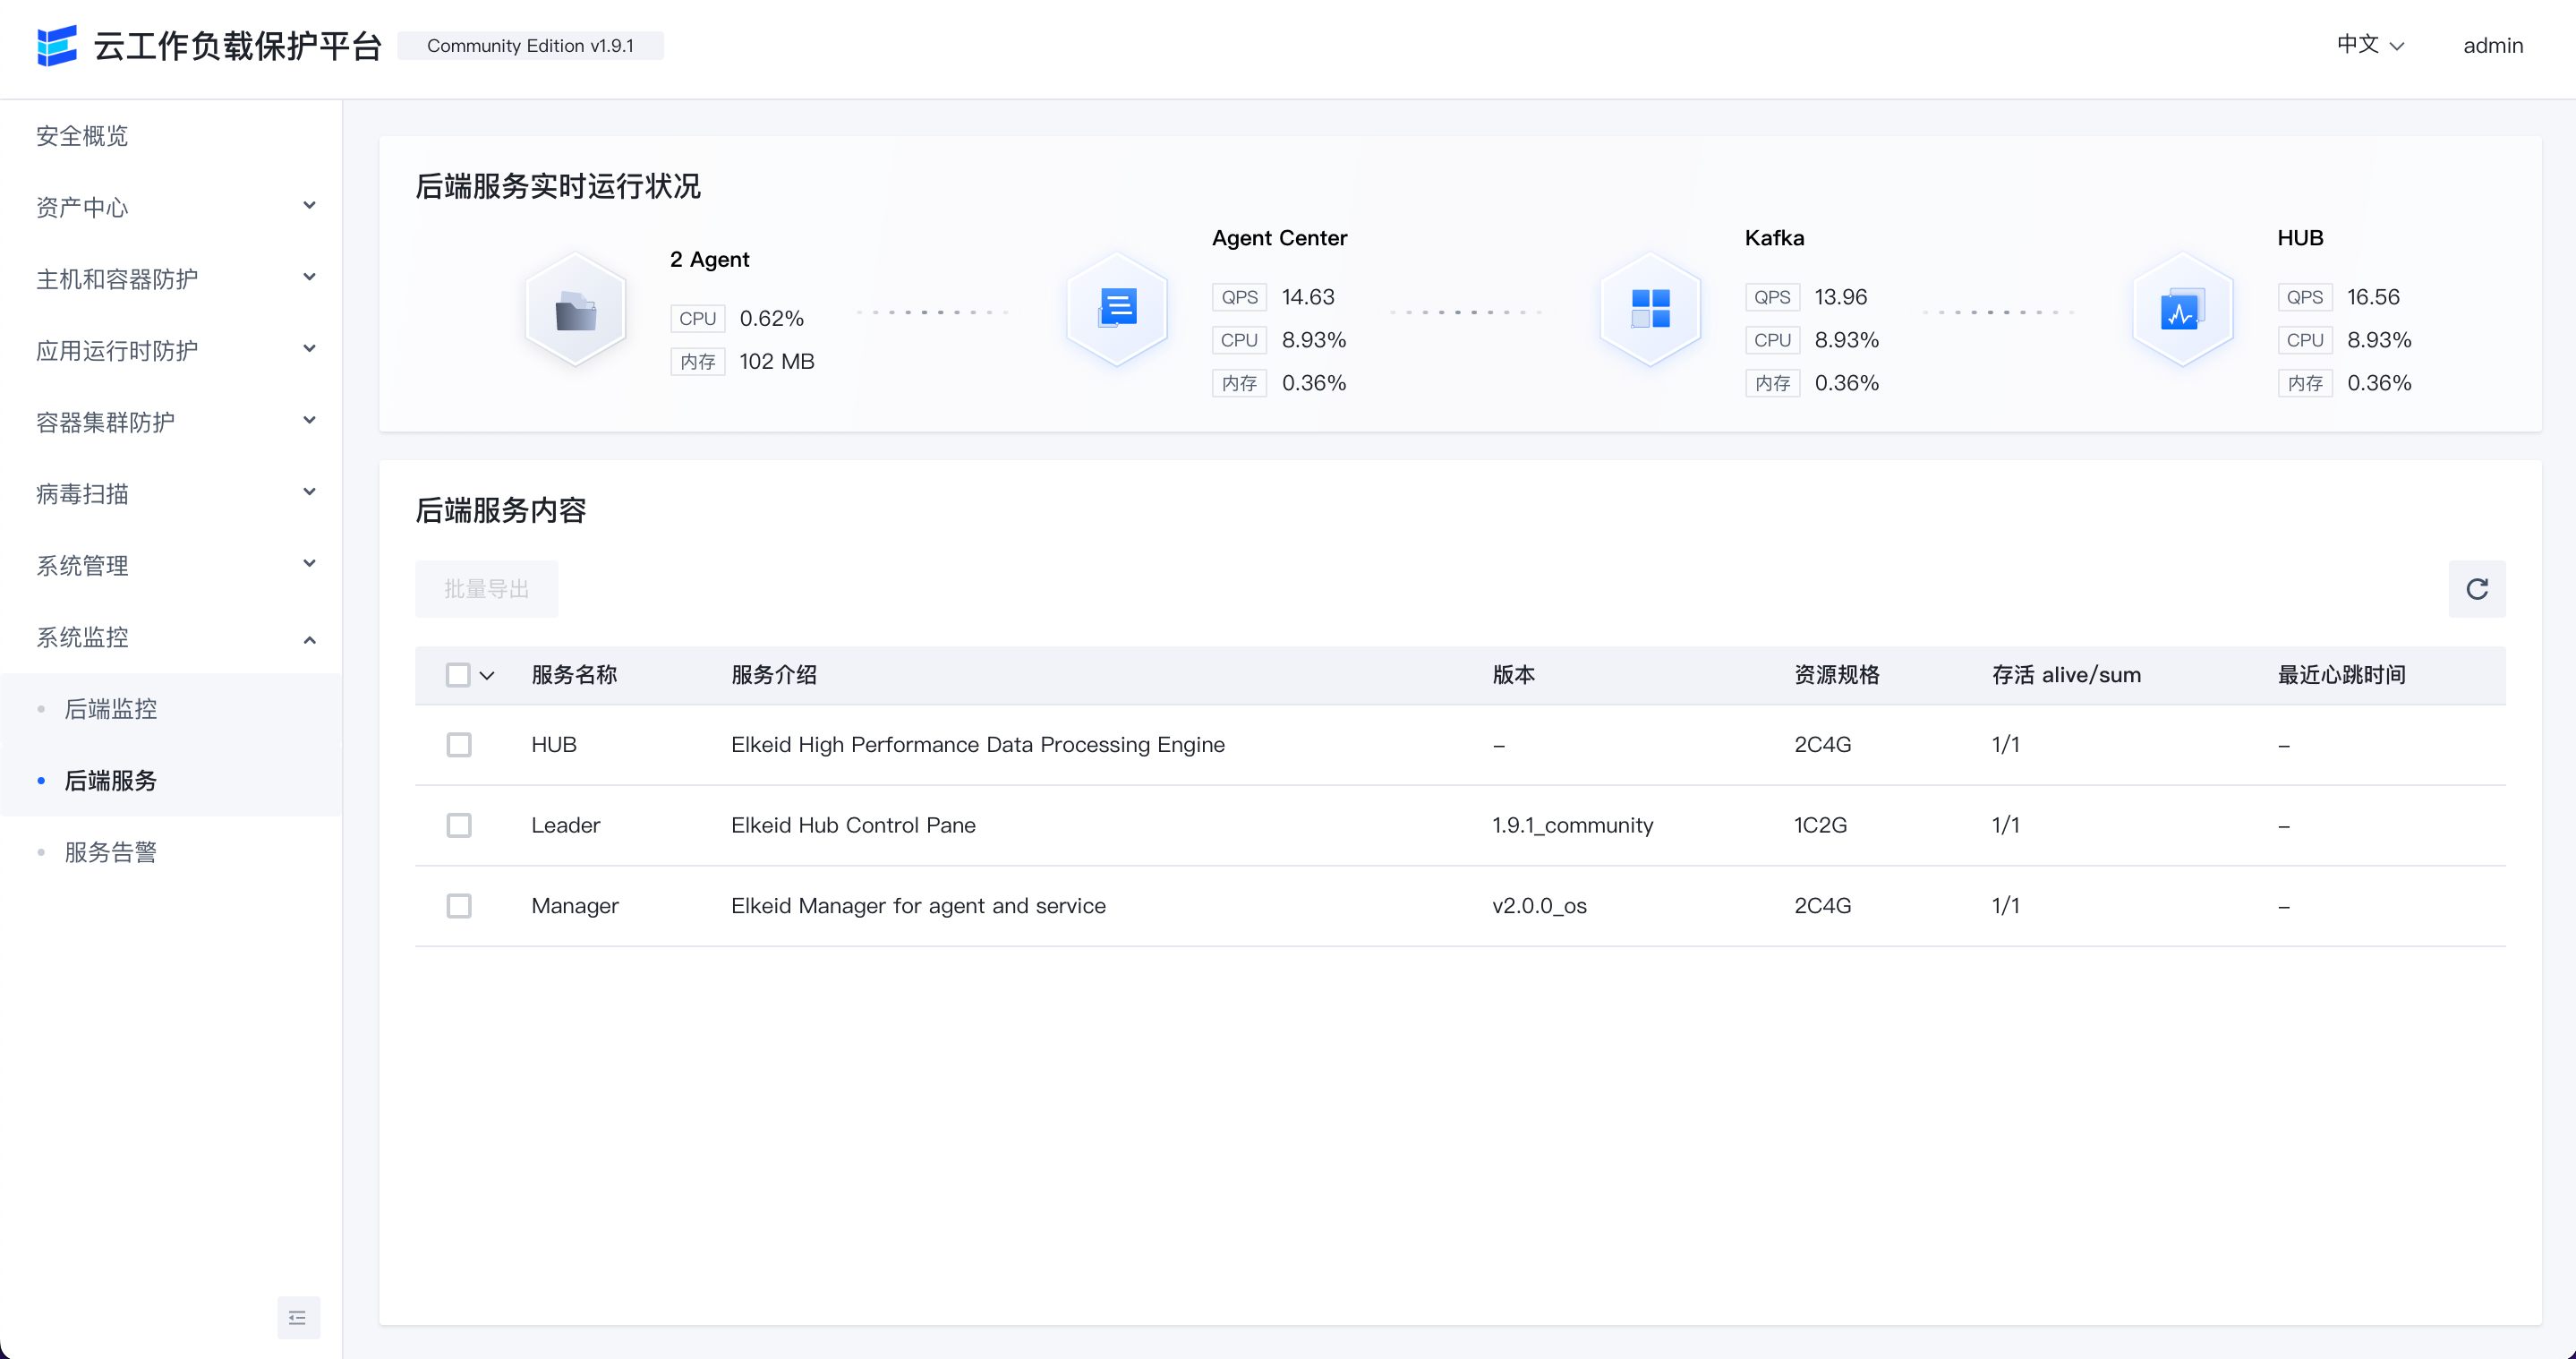 云工作负载保护平台 Community Edition v1.9.1 中文 admin
安全概览
资产中心
主机和容器防护
应用运行时防护
容器集群防护
病毒扫描
系统管理
系统监控
后端监控
后端服务
服务告警
后端服务实时运行状况
2 Agent
CPU 0.62%
内存 102 MB
Agent Center
QPS 14.63
CPU 8.93%
内存 0.36%
Kafka
QPS 13.96
CPU 8.93%
内存 0.36%
HUB
QPS 16.56
CPU 8.93%
内存 0.36%
后端服务内容
批量导出
服务名称 服务介绍 版本 资源规格 存活 alive/sum 最近心跳时间
HUB Elkeid High Performance Data Processing Engine – 2C4G 1/1 –
Leader Elkeid Hub Control Pane 1.9.1_community 1C2G 1/1 –
Manager Elkeid Manager for agent and service v2.0.0_os 2C4G 1/1 –